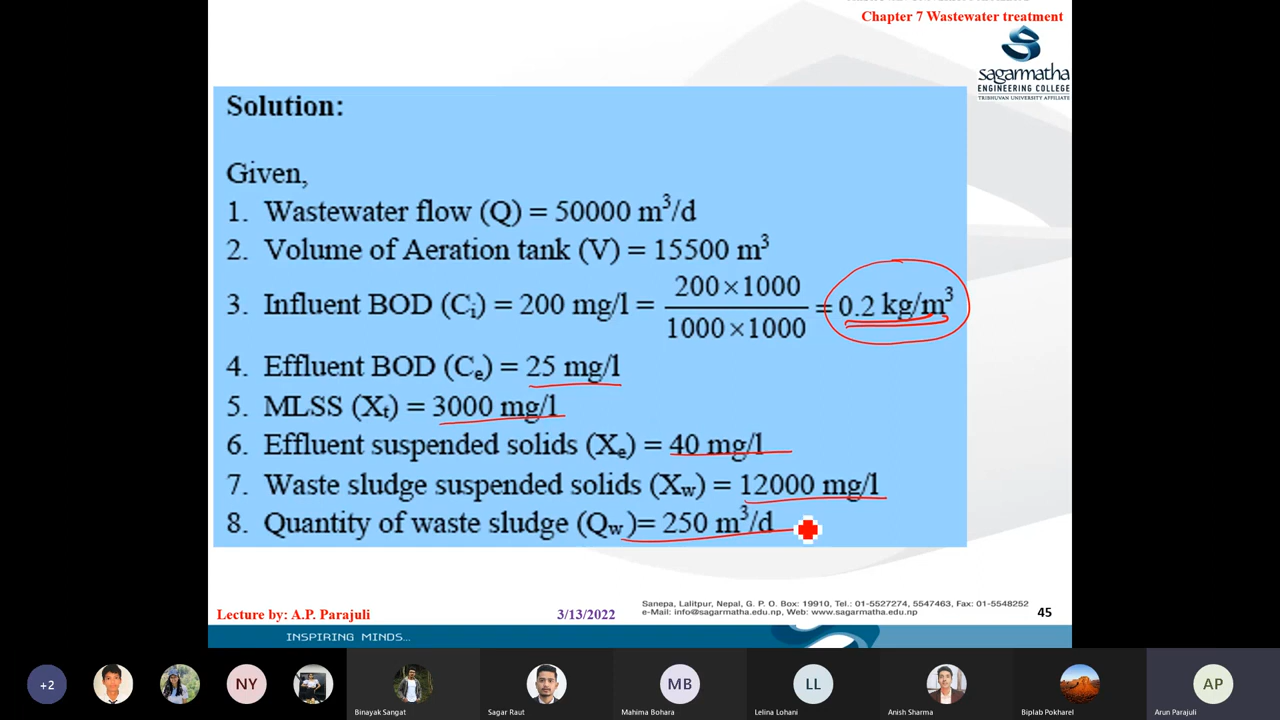 Chapter 7 Wastewater treatment
sagarmatha
ENGINEERING COLLEGE
TRIBHUVAN UNIVERSITY AFFILIATE
Solution:
Given,
1. Wastewater flow (Q) = 50000 m³/d
2. Volume of Aeration tank (V) = 15500 m³
3. Influent BOD (Cᵢ) = 200 mg/l = 200×1000 / 1000×1000 = 0.2 kg/m³
4. Effluent BOD (Cₑ) = 25 mg/l
5. MLSS (Xₜ) = 3000 mg/l
6. Effluent suspended solids (Xₑ) = 40 mg/l
7. Waste sludge suspended solids (Xw) = 12000 mg/l
8. Quantity of waste sludge (Qw)= 250 m³/d
Lecture by: A.P. Parajuli
3/13/2022
Sanepa, Lalitpur, Nepal, G. P. O. Box: 19910, Tel.: 01-5527274, 5547463, Fax: 01-5548252
e-Mail: info@sagarmatha.edu.np, Web: www.sagarmatha.edu.np
45
INSPIRING MINDS...
+2
NY
MB
LL
AP
Binayak Sangat
Sagar Raut
Mahima Bohara
Lelina Lohani
Anish Sharma
Biplab Pokharel
Arun Parajuli